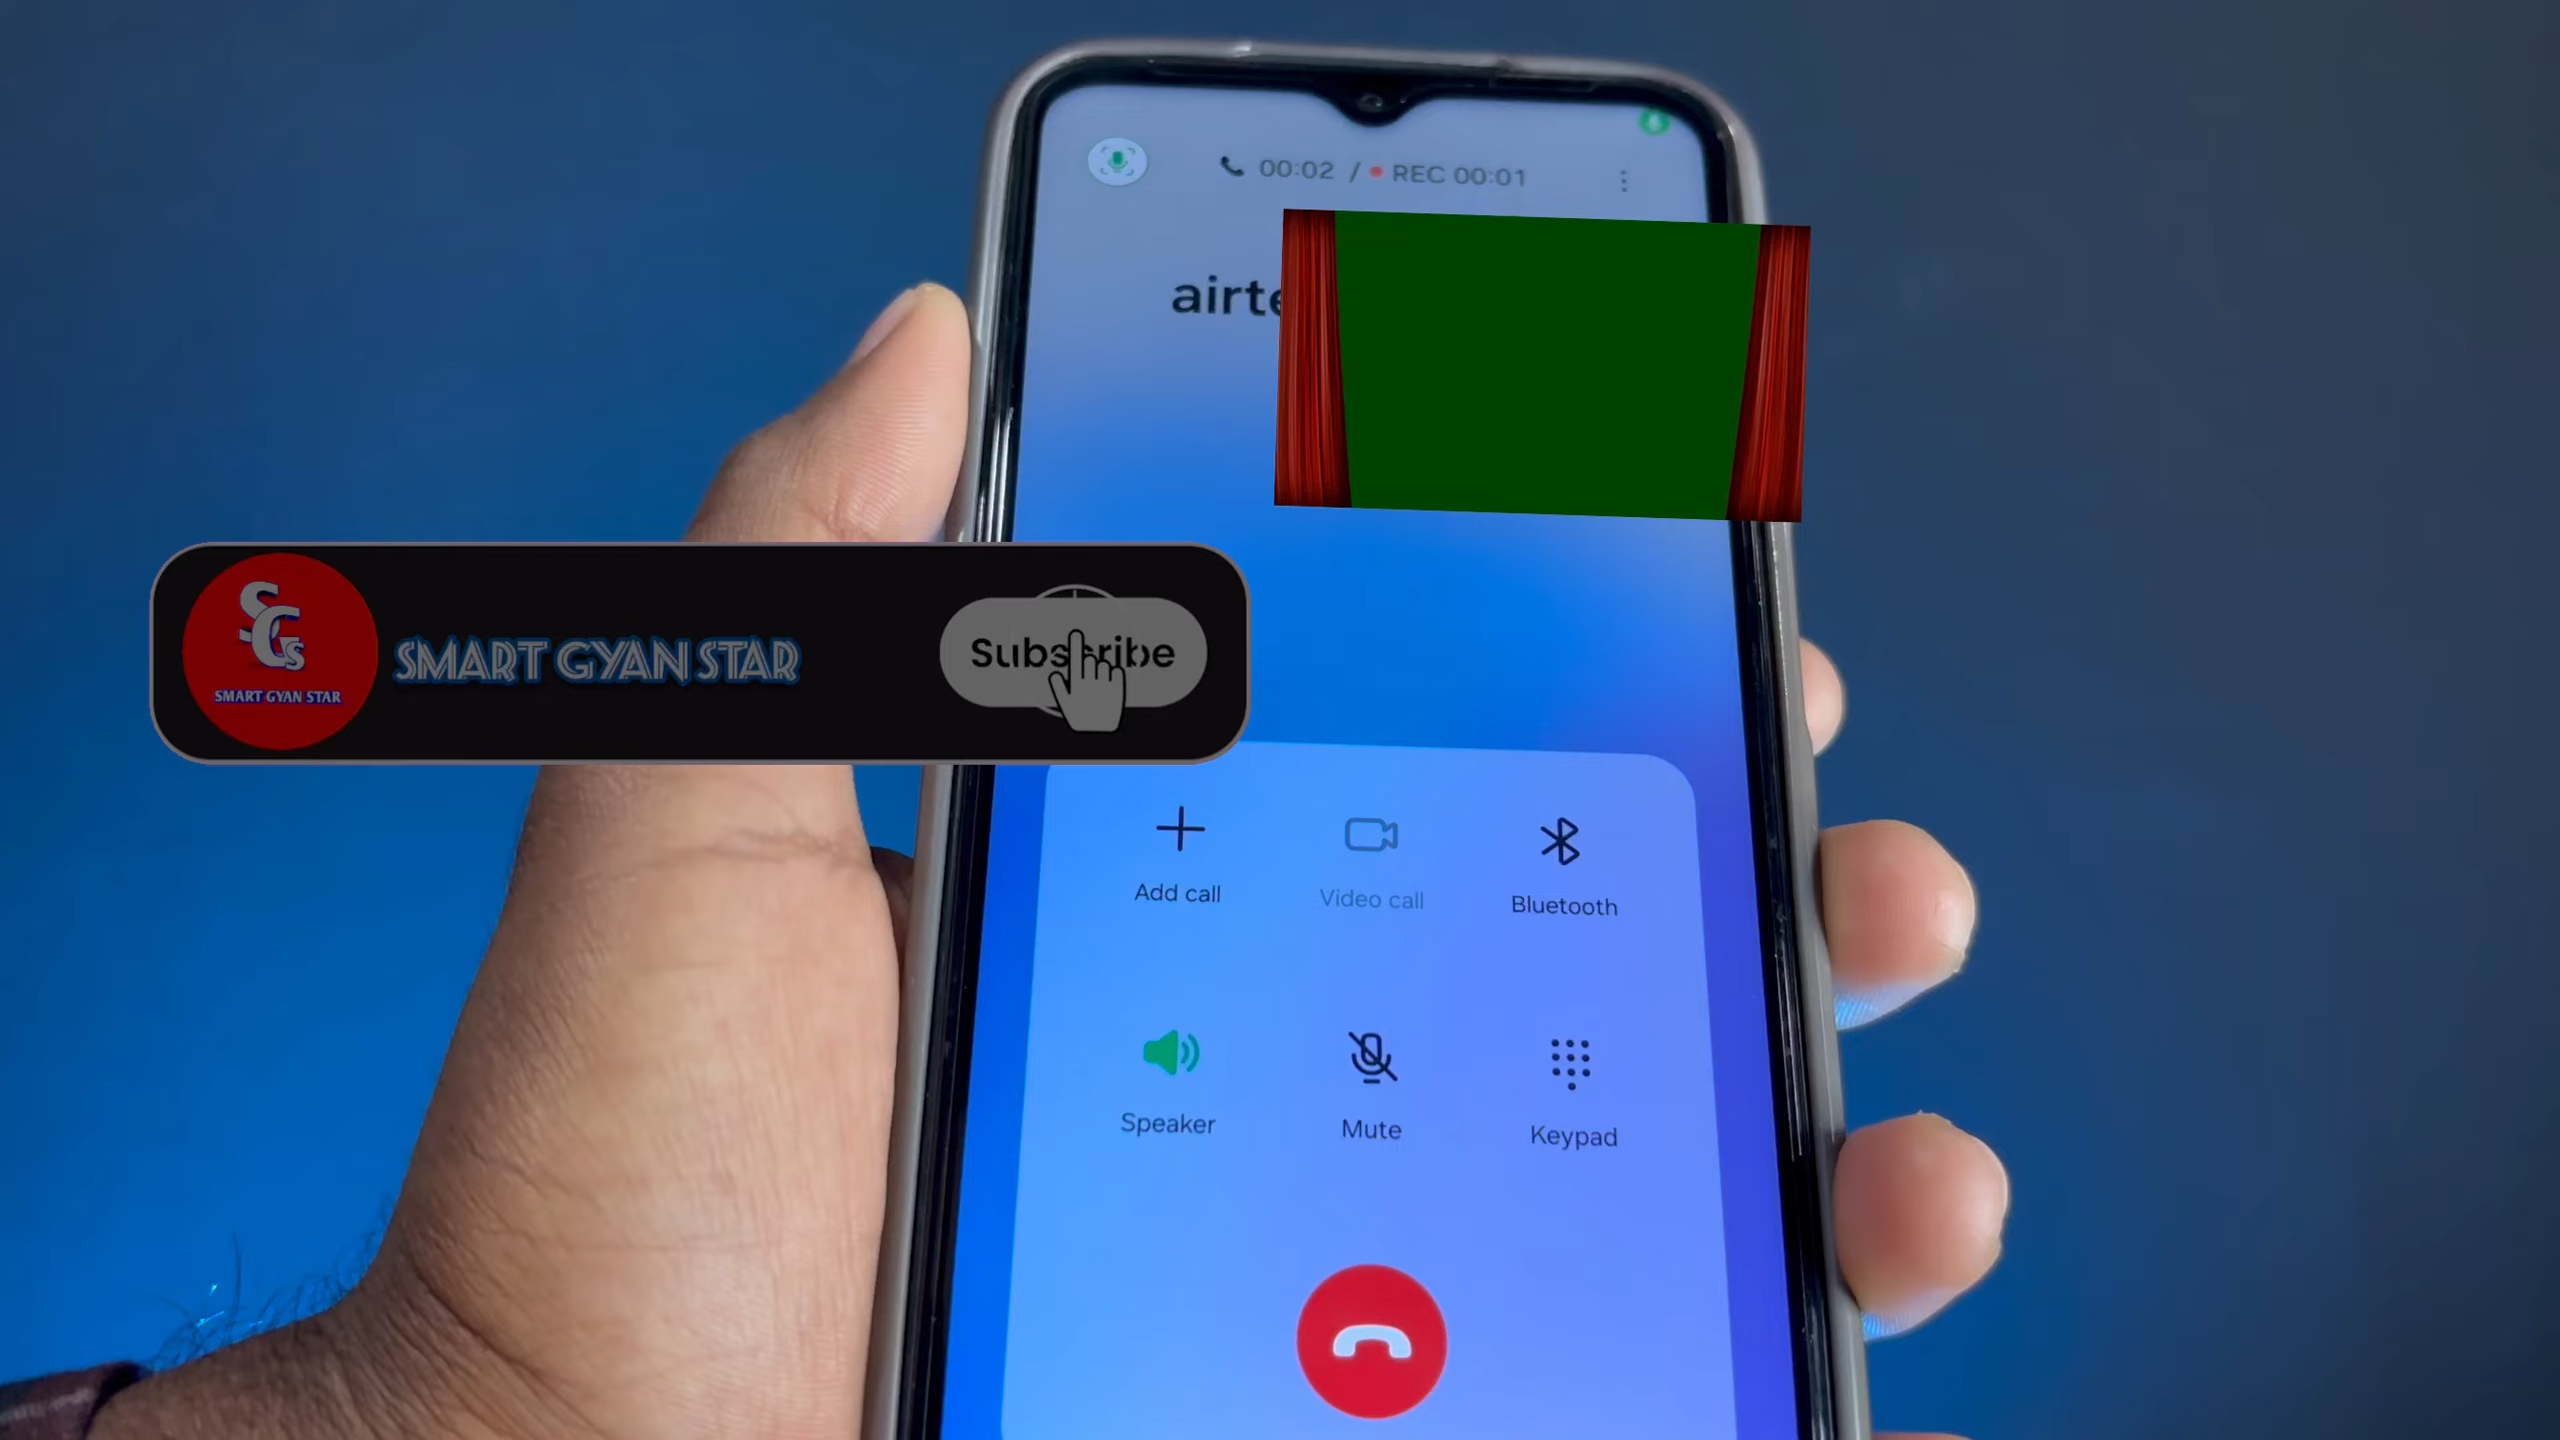 00:02 / REC 00:01
SGS
SMART GYAN STAR
SMART GYAN STAR
Subscribe
Add call
Video call
Bluetooth
Speaker
Mute
Keypad